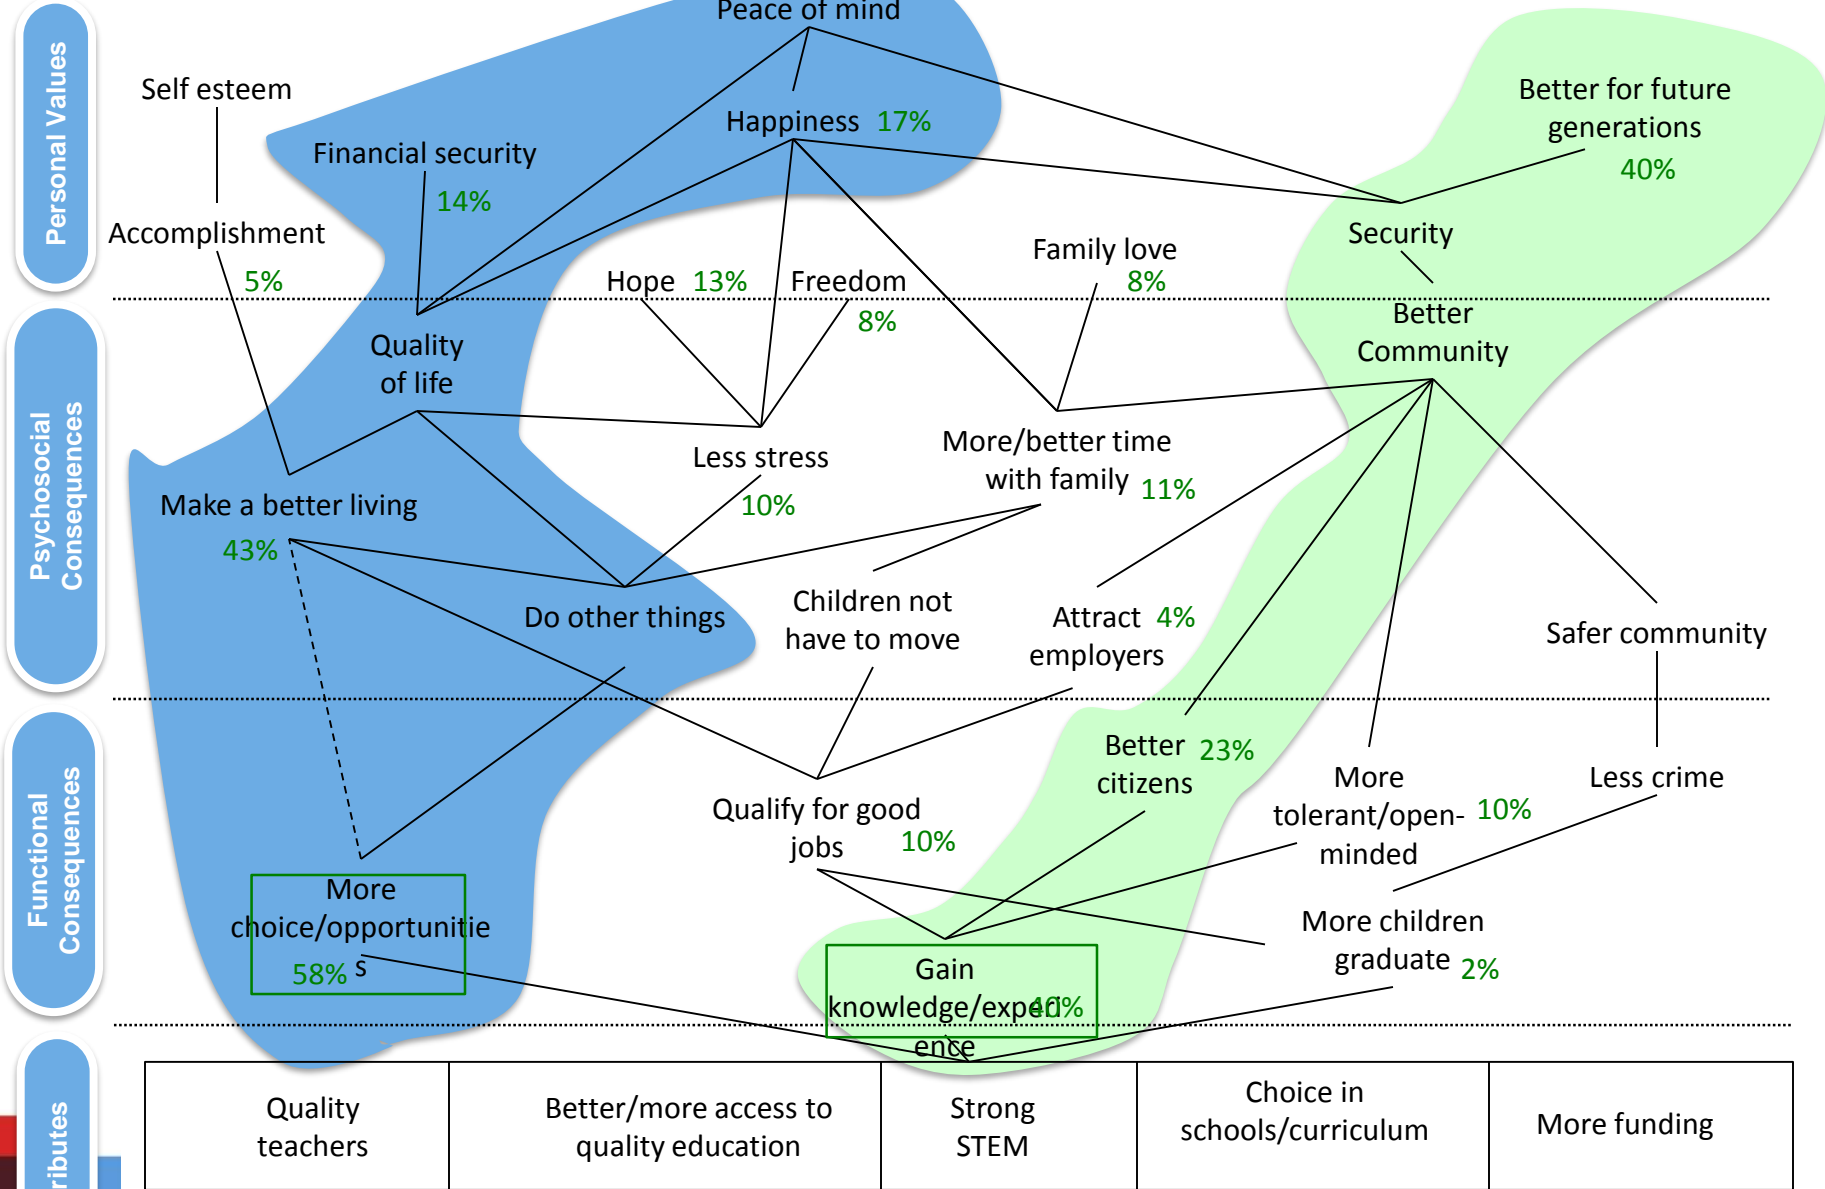 Peace of mind
Personal Values
Self esteem
Better for future
generations
40%
Happiness 17%
Financial security
14%
Accomplishment
5%
Security
Family love
8%
Hope 13%
Freedom
8%
Psychosocial
Consequences
Better
Community
Quality
of life
Less stress
10%
More/better time
with family 11%
Make a better living
43%
Do other things
Children not
have to move
Attract 4%
employers
Safer community
Functional
Consequences
Better 23%
citizens
More
tolerant/open- 10%
minded
Less crime
Qualify for good
jobs 10%
More
choice/opportunitie
s
58%
More children
graduate 2%
Gain
knowledge/experi
ence
40%
ributes
Quality
teachers
Better/more access to
quality education
Strong
STEM
Choice in
schools/curriculum
More funding